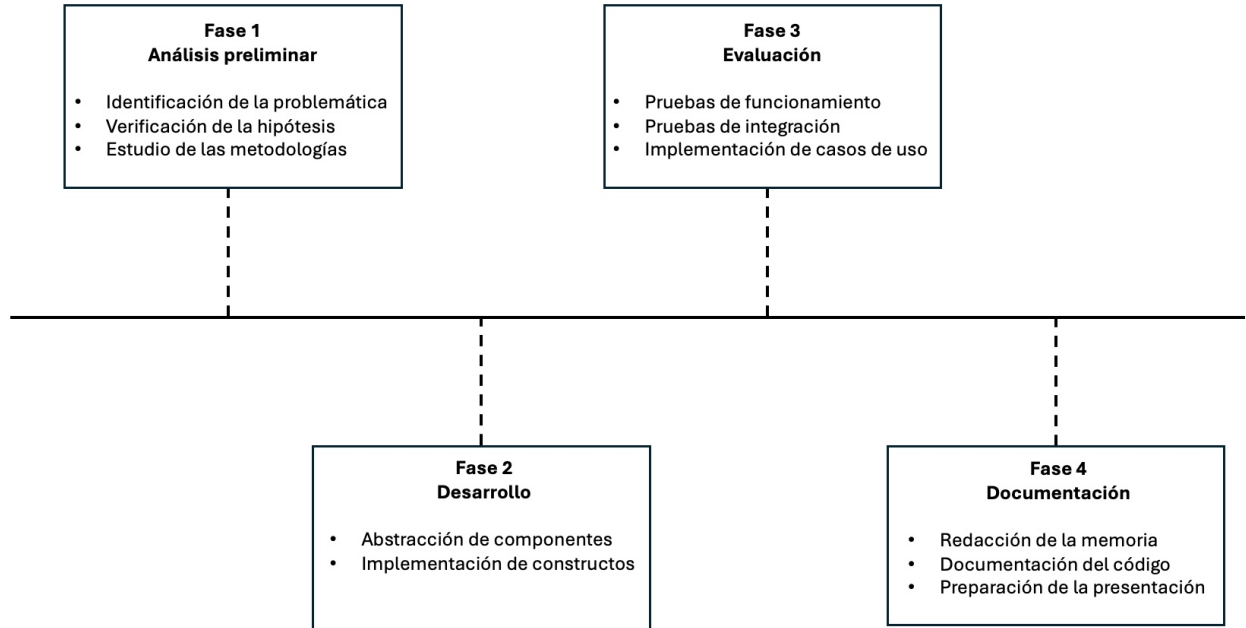 Fase 1
Análisis preliminar
• Identificación de la problemática
• Verificación de la hipótesis
• Estudio de las metodologías
Fase 3
Evaluación
• Pruebas de funcionamiento
• Pruebas de integración
• Implementación de casos de uso
Fase 2
Desarrollo
• Abstracción de componentes
• Implementación de constructos
Fase 4
Documentación
• Redacción de la memoria
• Documentación del código
• Preparación de la presentación